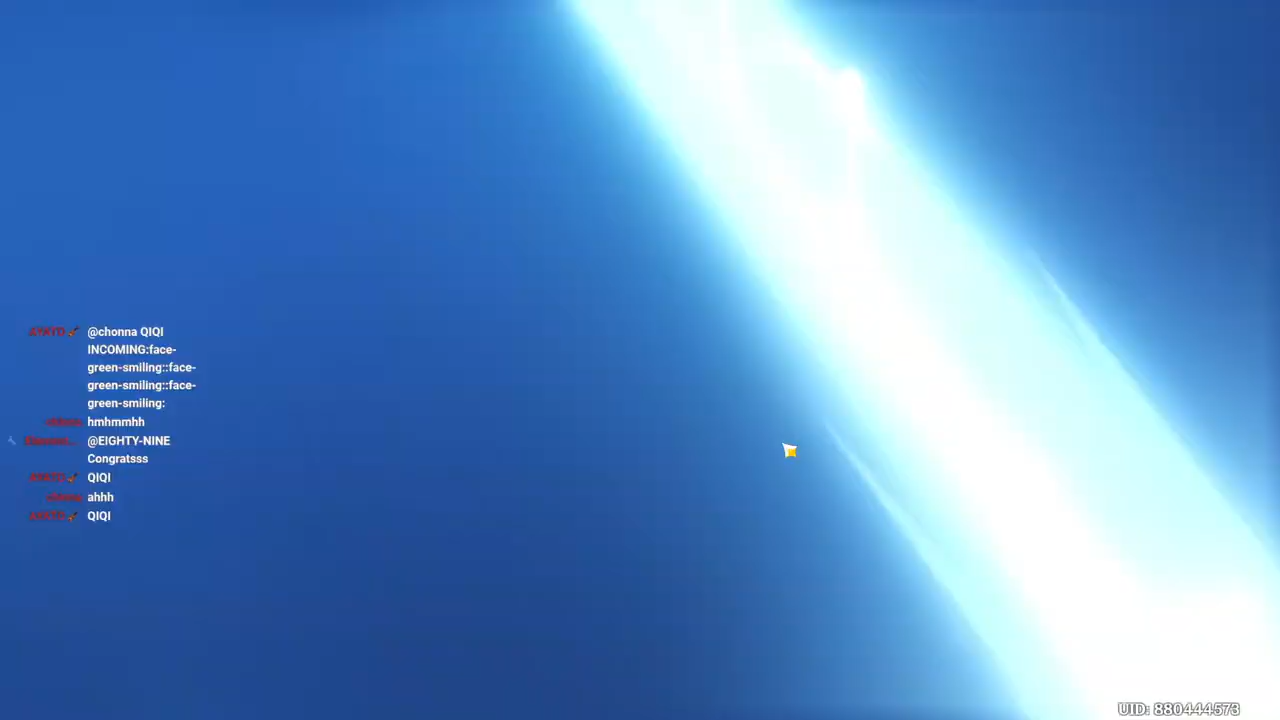 @chonna QIQI
INCOMING:face-
green-smiling::face-
green-smiling::face-
green-smiling:
hmhmmhh
@EIGHTY-NINE
Congratsss
QIQI
ahhh
QIQI
UID: 880444573